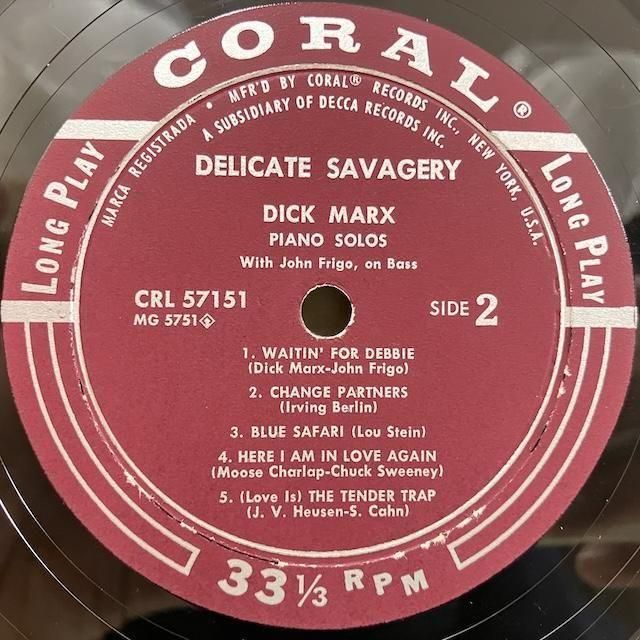 CORAL®
MARCA REGISTRADA • MFR'D BY CORAL® RECORDS INC., NEW YORK, U.S.A.
A SUBSIDIARY OF DECCA RECORDS INC.
LONG PLAY
LONG PLAY
DELICATE SAVAGERY
DICK MARX
PIANO SOLOS
With John Frigo, on Bass
CRL 57151
MG 5751
SIDE 2
1. WAITIN' FOR DEBBIE
(Dick Marx-John Frigo)
2. CHANGE PARTNERS
(Irving Berlin)
3. BLUE SAFARI (Lou Stein)
4. HERE I AM IN LOVE AGAIN
(Moose Charlap-Chuck Sweeney)
5. (Love Is) THE TENDER TRAP
(J. V. Heusen-S. Cahn)
33 1/3 RPM